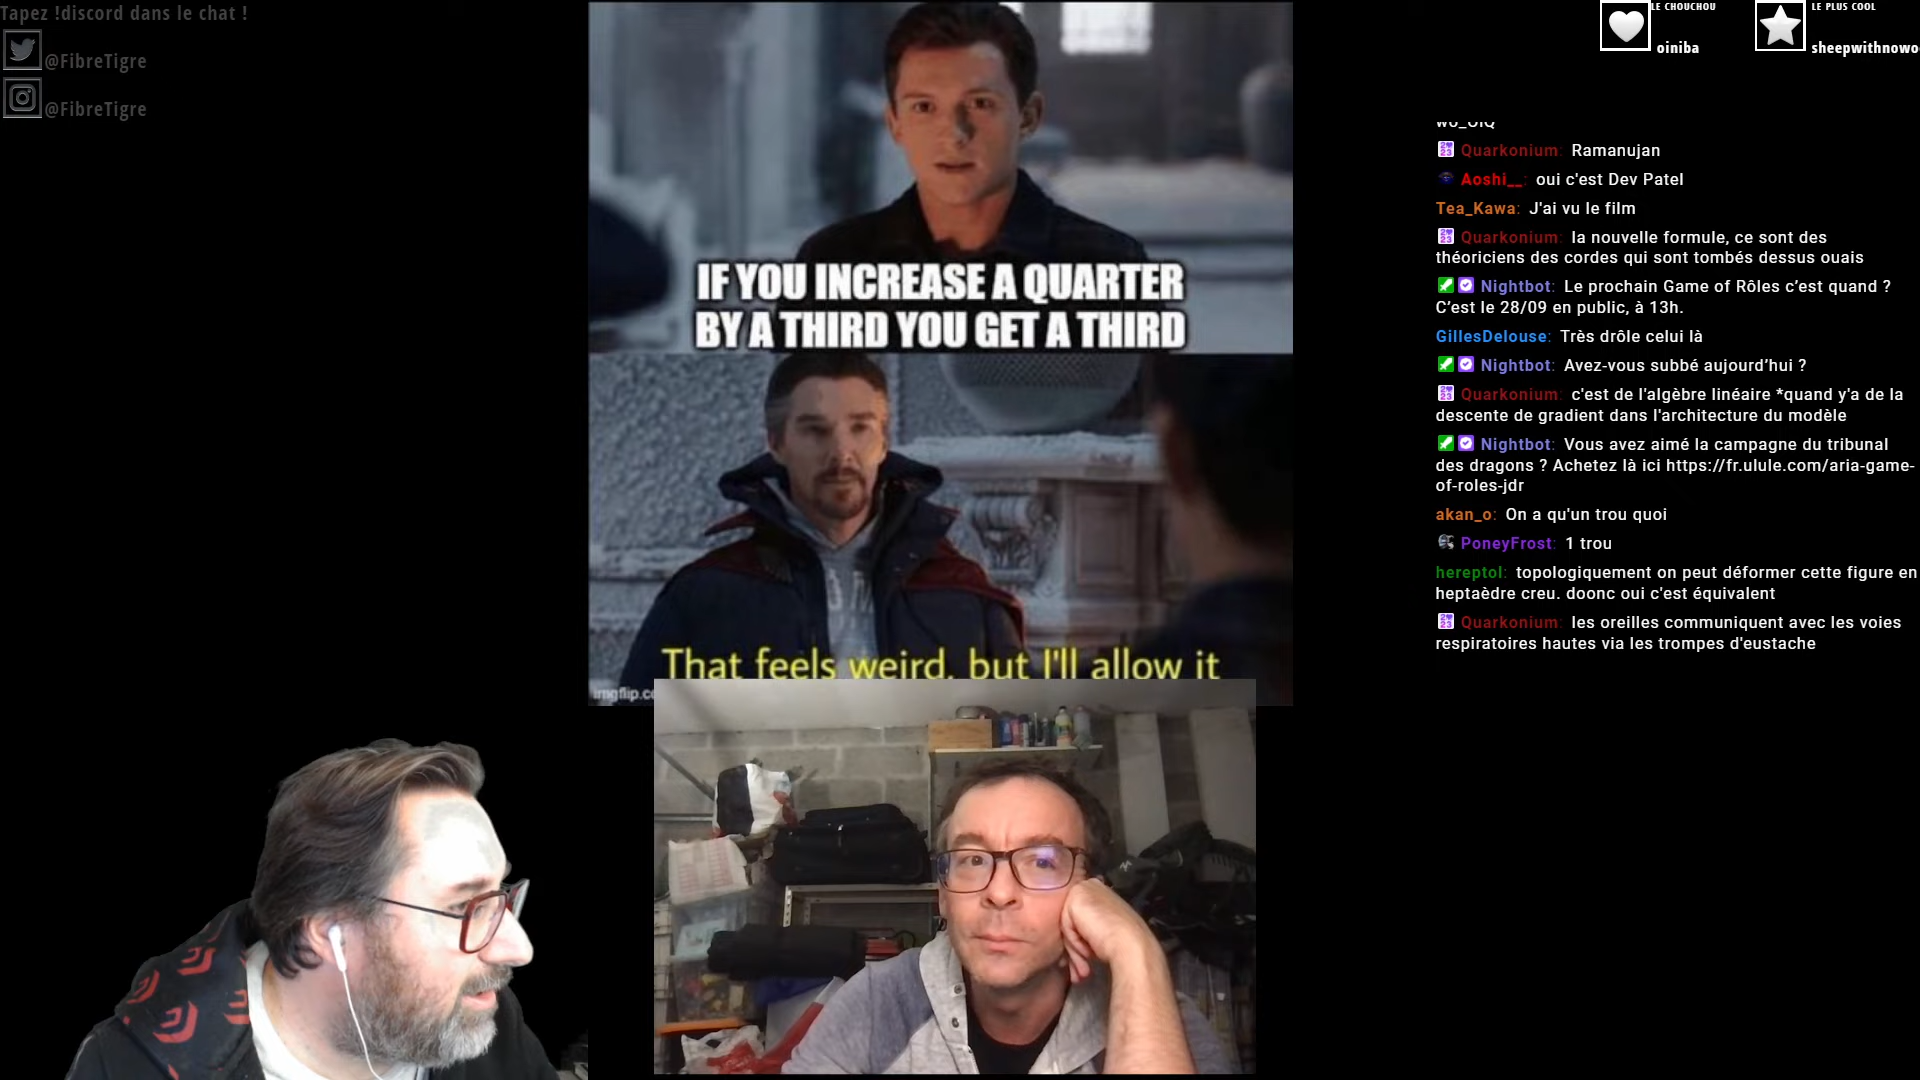 Tapez !discord dans le chat !
@FibreTigre
@FibreTigre
LE CHOUCHOU
oiniba
LE PLUS COOL
sheepwithnowo
IF YOU INCREASE A QUARTER
BY A THIRD YOU GET A THIRD
That feels weird, but I'll allow it
imgflip.c
Quarkonium: Ramanujan
Aoshi__: oui c'est Dev Patel
Tea_Kawa: J'ai vu le film
Quarkonium: la nouvelle formule, ce sont des
théoriciens des cordes qui sont tombés dessus ouais
Nightbot: Le prochain Game of Rôles c’est quand ?
C’est le 28/09 en public, à 13h.
GillesDelouse: Très drôle celui là
Nightbot: Avez-vous subbé aujourd’hui ?
Quarkonium: c'est de l'algèbre linéaire *quand y'a de la
descente de gradient dans l'architecture du modèle
Nightbot: Vous avez aimé la campagne du tribunal
des dragons ? Achetez là ici https://fr.ulule.com/aria-game-
of-roles-jdr
akan_o: On a qu'un trou quoi
PoneyFrost: 1 trou
hereptol: topologiquement on peut déformer cette figure en
heptaèdre creu. doonc oui c'est équivalent
Quarkonium: les oreilles communiquent avec les voies
respiratoires hautes via les trompes d'eustache